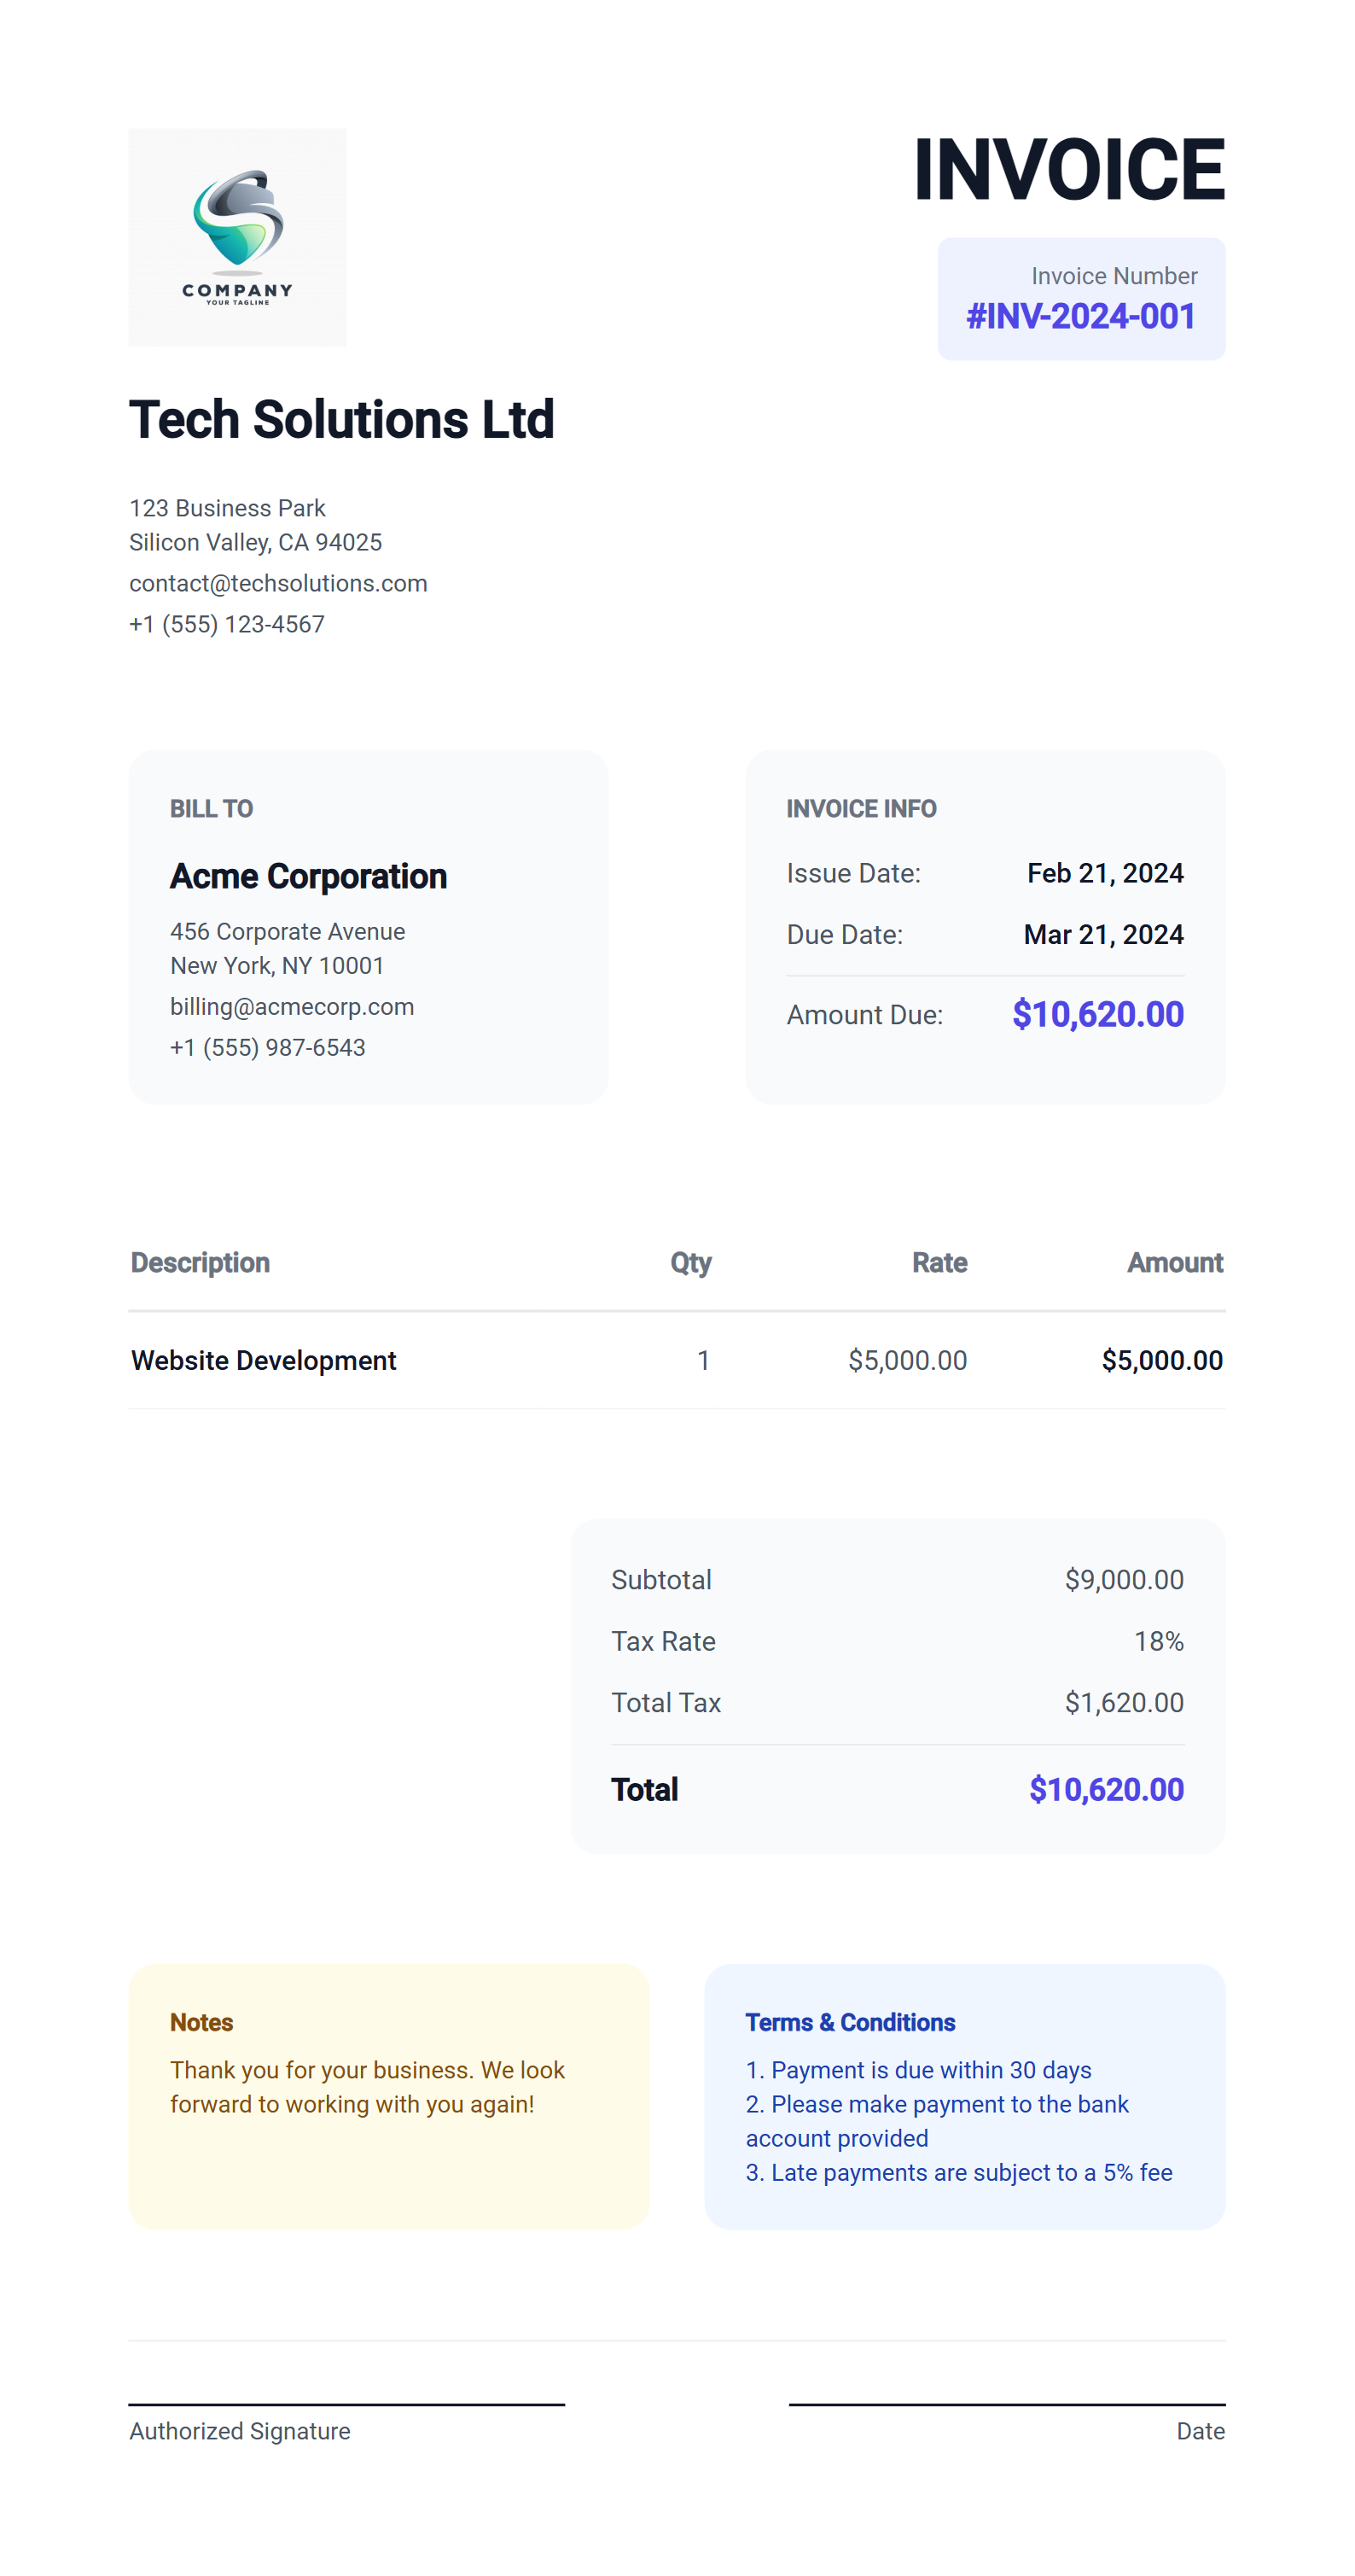 COMPANY
YOUR TAGLINE
INVOICE
Invoice Number
#INV-2024-001
Tech Solutions Ltd
123 Business Park
Silicon Valley, CA 94025
contact@techsolutions.com
+1 (555) 123-4567
BILL TO
Acme Corporation
456 Corporate Avenue
New York, NY 10001
billing@acmecorp.com
+1 (555) 987-6543
INVOICE INFO
Issue Date: Feb 21, 2024
Due Date: Mar 21, 2024
Amount Due: $10,620.00
Description Qty Rate Amount
Website Development 1 $5,000.00 $5,000.00
Subtotal $9,000.00
Tax Rate 18%
Total Tax $1,620.00
Total $10,620.00
Notes
Thank you for your business. We look
forward to working with you again!
Terms & Conditions
1. Payment is due within 30 days
2. Please make payment to the bank
account provided
3. Late payments are subject to a 5% fee
Authorized Signature Date